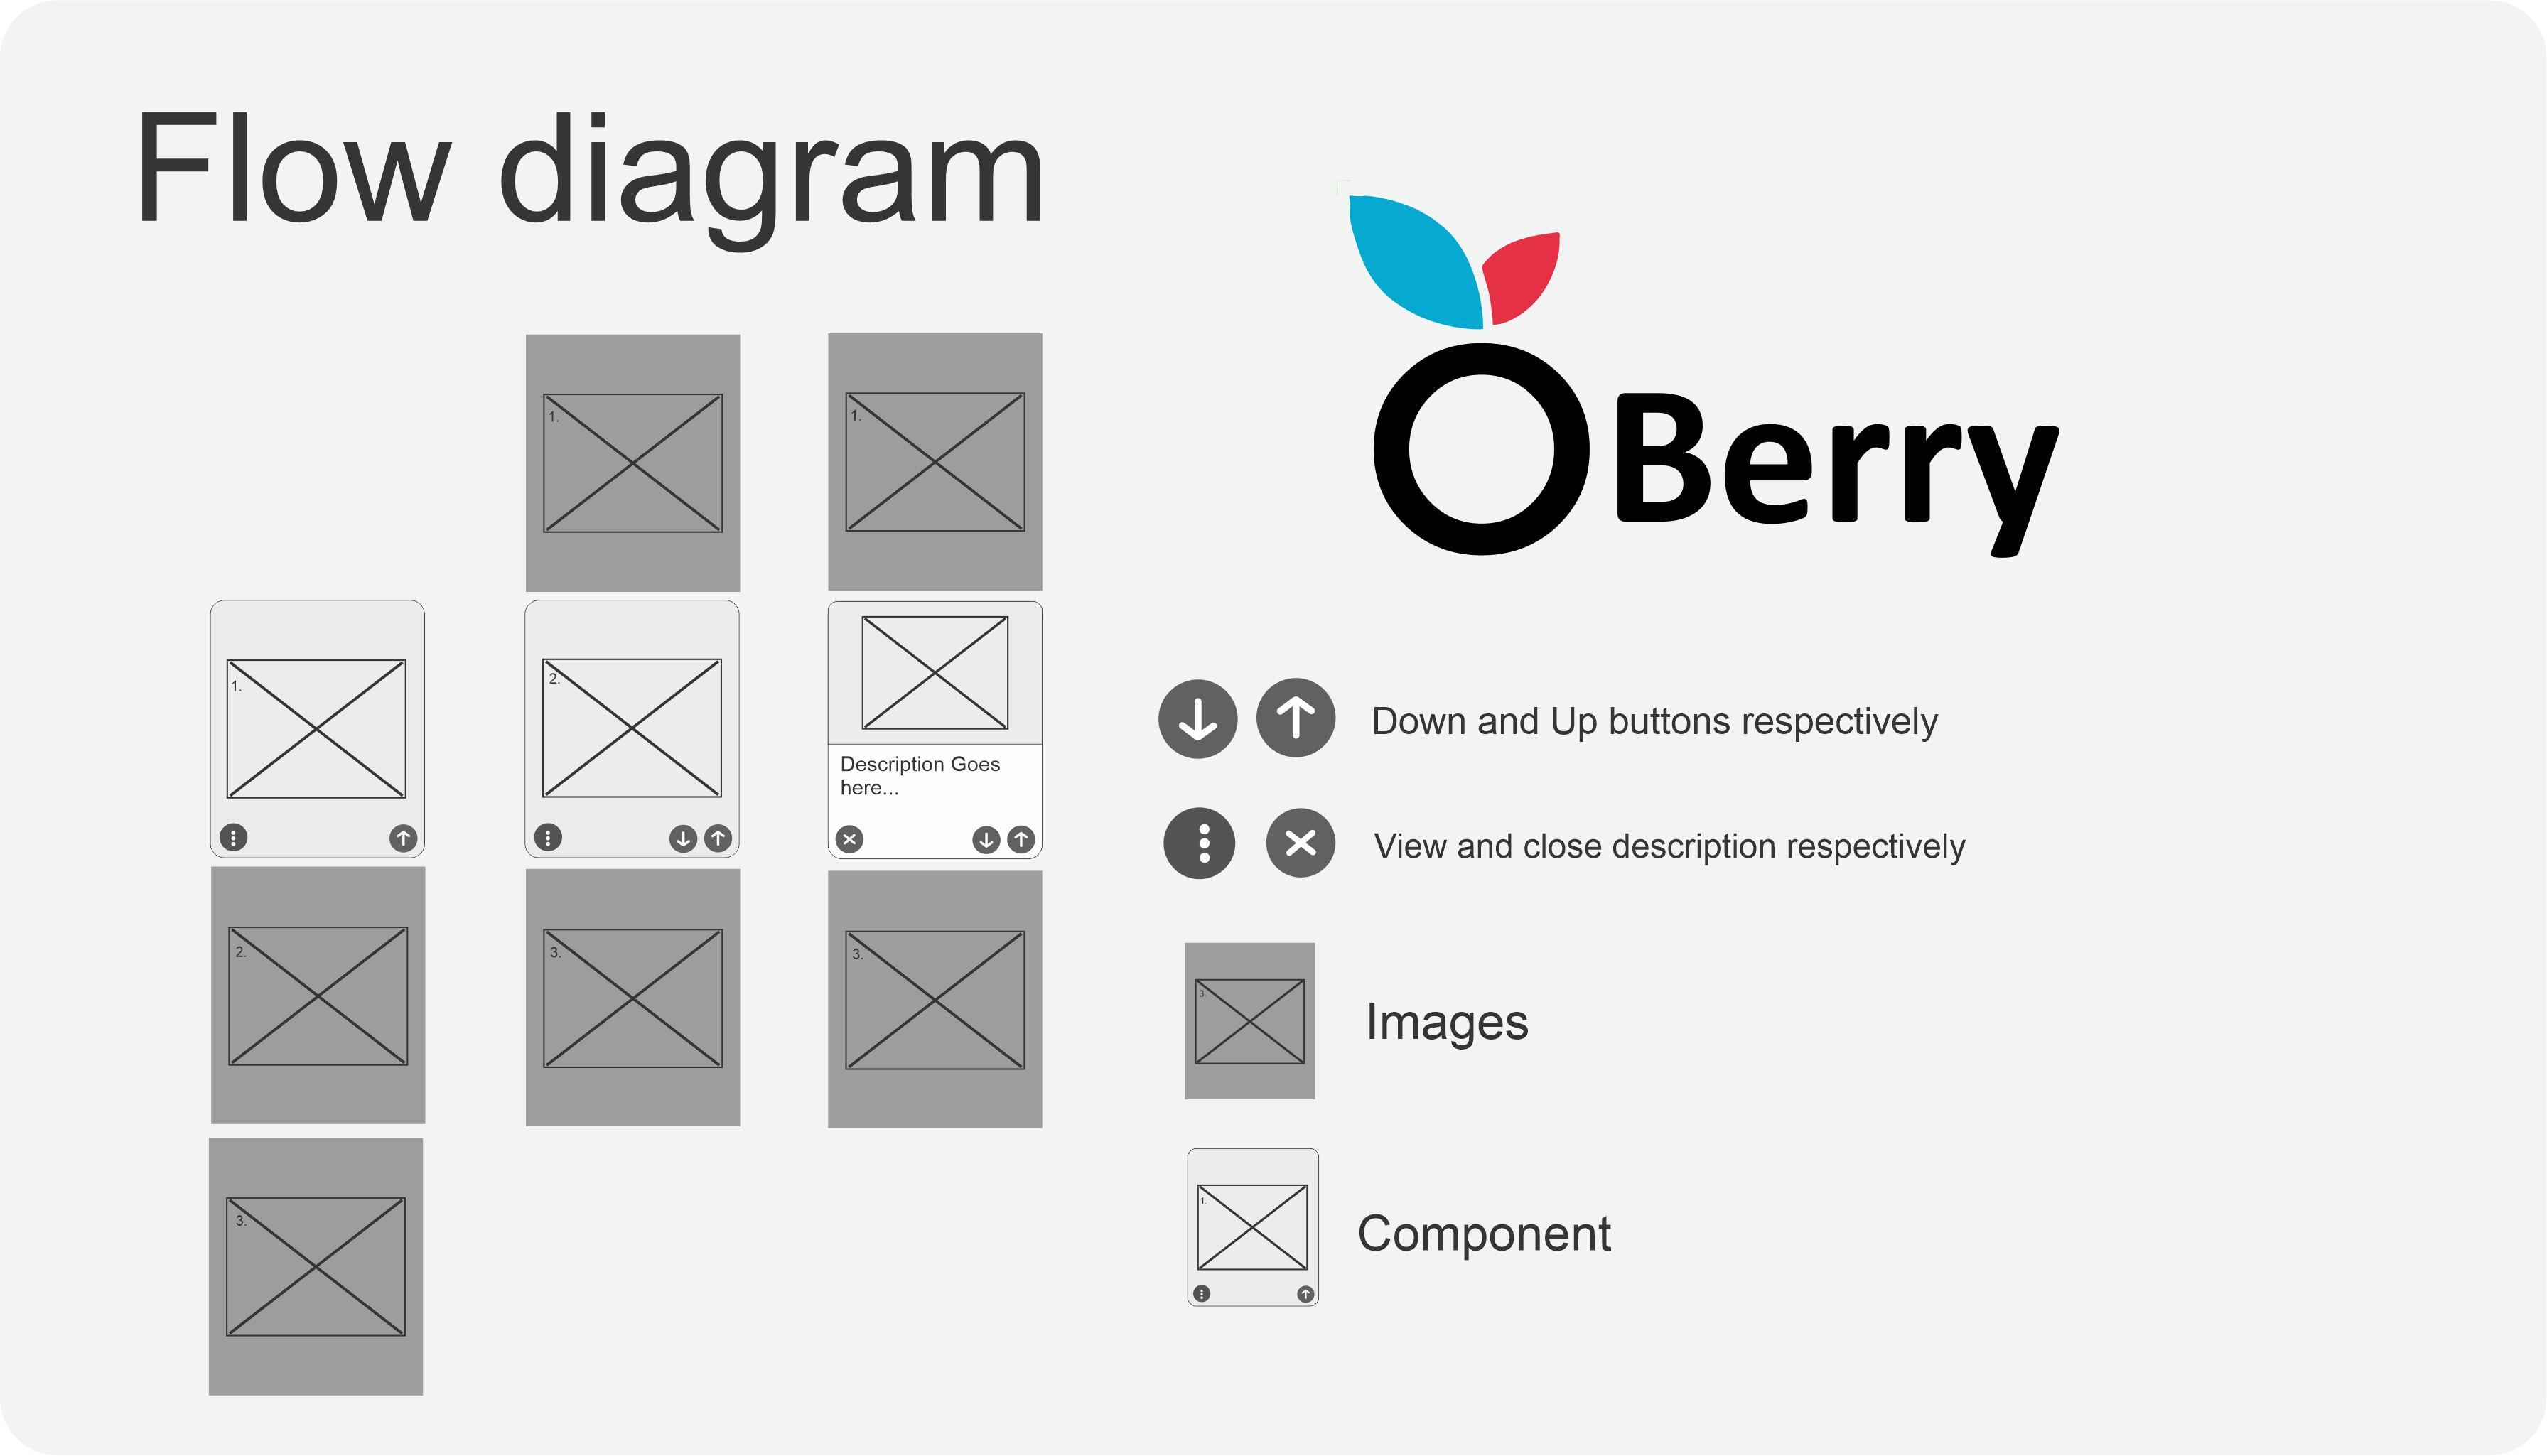 Flow diagram
OBerry
1.
1.
1.
2.
Description Goes
here...
2.
3.
3.
3.
Down and Up buttons respectively
View and close description respectively
3.
Images
1.
Component